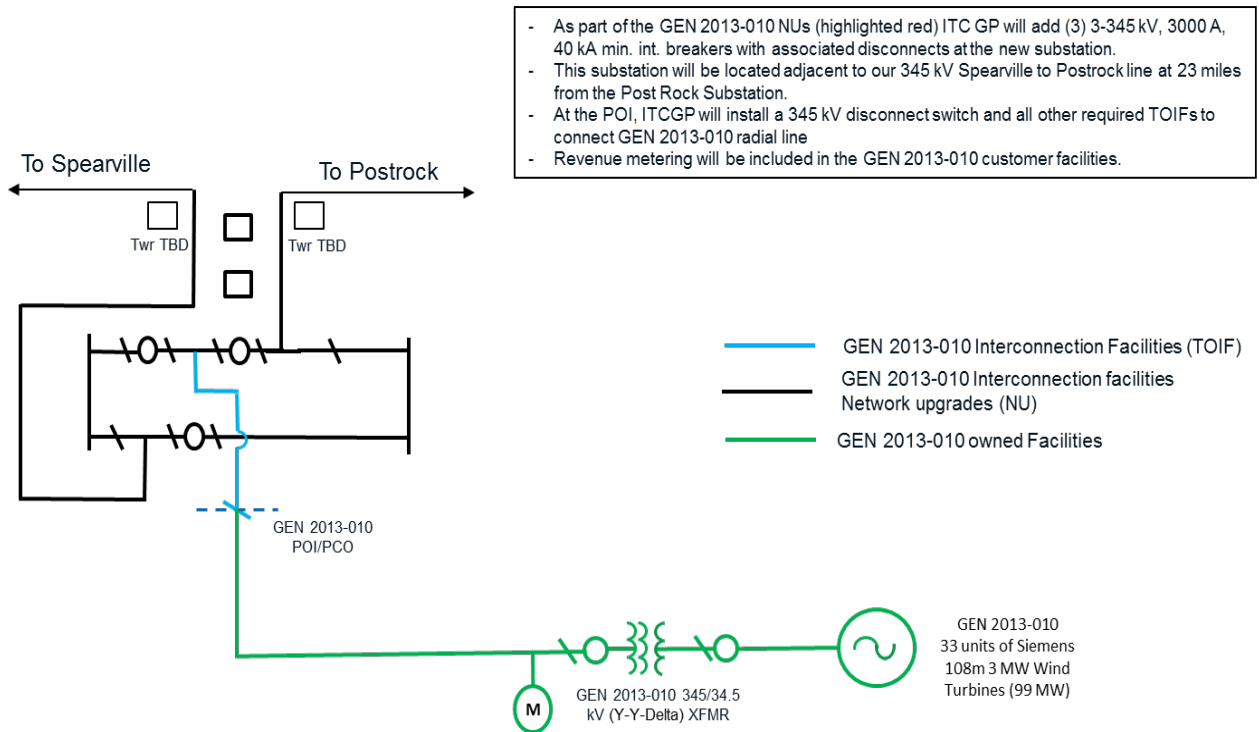 - As part of the GEN 2013-010 NUs (highlighted red) ITC GP will add (3) 3-345 kV, 3000 A,
40 kA min. int. breakers with associated disconnects at the new substation.
- This substation will be located adjacent to our 345 kV Spearville to Postrock line at 23 miles
from the Post Rock Substation.
- At the POI, ITCGP will install a 345 kV disconnect switch and all other required TOIFs to
connect GEN 2013-010 radial line
- Revenue metering will be included in the GEN 2013-010 customer facilities.
To Spearville
To Postrock
Twr TBD
Twr TBD
GEN 2013-010 Interconnection Facilities (TOIF)
GEN 2013-010 Interconnection facilities
Network upgrades (NU)
GEN 2013-010 owned Facilities
GEN 2013-010
POI/PCO
GEN 2013-010
33 units of Siemens
108m 3 MW Wind
Turbines (99 MW)
M
GEN 2013-010 345/34.5
kV (Y-Y-Delta) XFMR